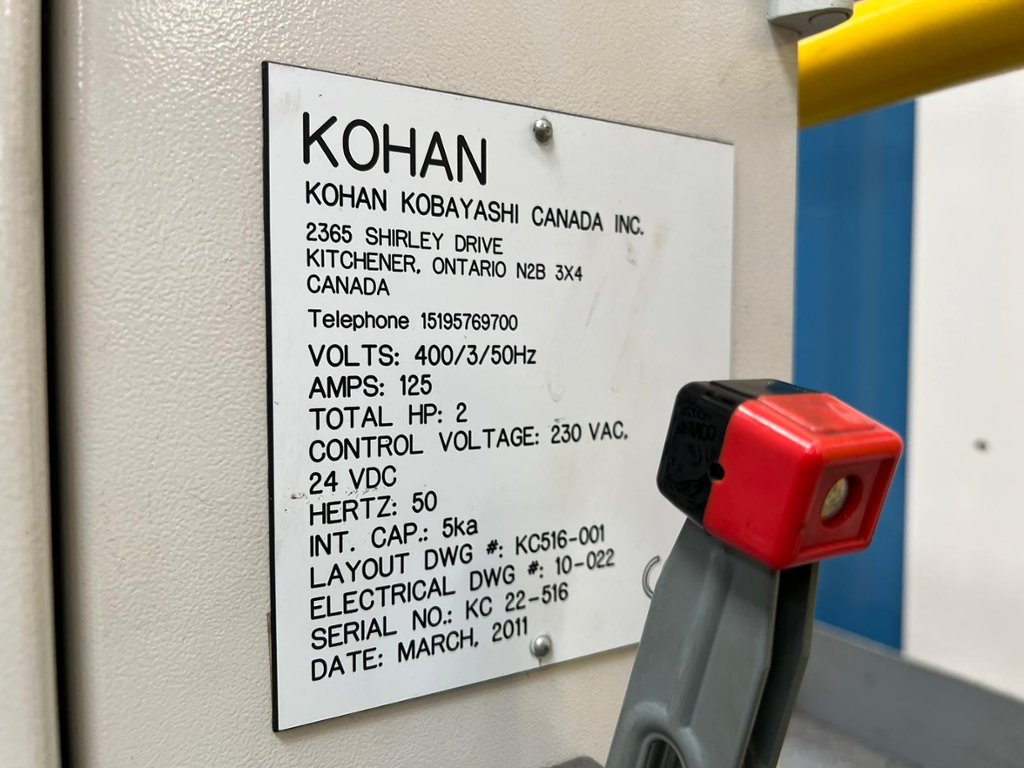 KOHAN
KOHAN KOBAYASHI CANADA INC.
2365 SHIRLEY DRIVE
KITCHENER, ONTARIO N2B 3X4
CANADA
Telephone 15195769700
VOLTS: 400/3/50Hz
AMPS: 125
TOTAL HP: 2
CONTROL VOLTAGE: 230 VAC.
24 VDC
HERTZ: 50
INT. CAP.: 5ka
LAYOUT DWG #: KC516-001
ELECTRICAL DWG #: 10-022
SERIAL NO.: KC 22-516
DATE: MARCH, 2011